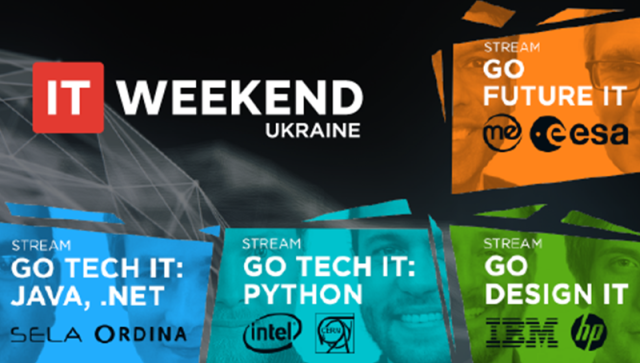 IT WEEKEND
UKRAINE
STREAM
GO
FUTURE IT
me esa
STREAM
GO TECH IT:
JAVA, .NET
SELA ORDINA
STREAM
GO TECH IT:
PYTHON
intel CERN
STREAM
GO
DESIGN IT
IBM hp